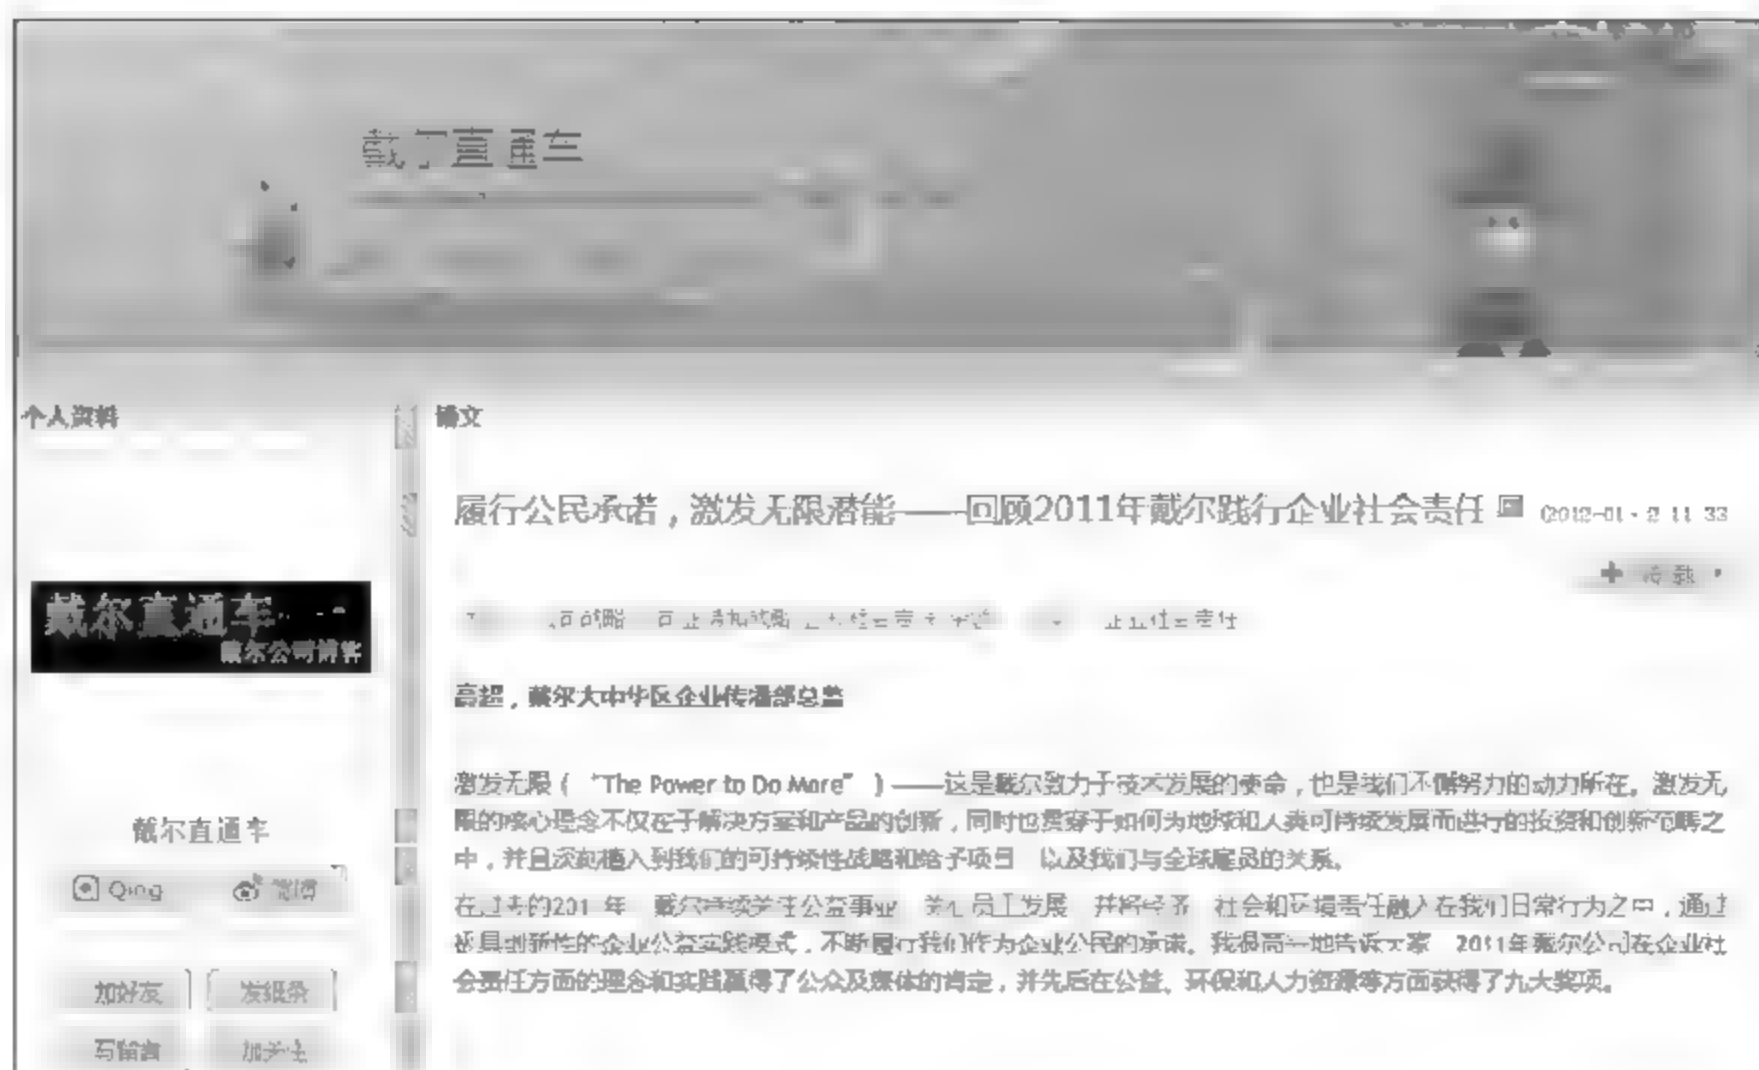 戴尔直通车
个人资料
博文
履行公民承诺，激发无限潜能——回顾2011年戴尔践行企业社会责任
戴尔直通车
戴尔公司博客
企业社会责任
高超，戴尔大中华区企业传播部总监
激发无限（ “The Power to Do More” ）——这是戴尔致力于技术发展的使命，也是我们不懈努力的动力所在。激发无
限的核心理念不仅在于解决方案和产品的创新，同时也贯穿于如何为地球和人类可持续发展而进行的投资和创新范畴之
中，并且深刻植入到我们的可持续性战略和给予项目 以及我们与全球雇员的关系。
戴尔直通车
Qing 微博
在过去的2011年 戴尔持续关注公益事业 关心员工发展 并将经济 社会和环境责任融入在我们日常行为之中，通过
极具创新性的企业公益实践模式，不断履行我们作为企业公民的承诺。我很高兴地告诉大家 2011年戴尔公司在企业社
会责任方面的理念和实践赢得了公众及媒体的肯定，并先后在公益、环保和人力资源等方面获得了九大奖项。
加好友 发纸条
写留言 加关注